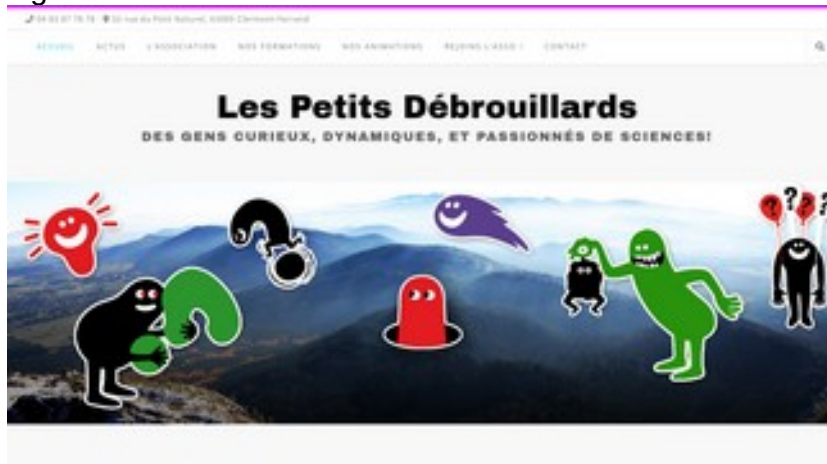 ACCUEIL ACTUS L'ASSOCIATION NOS FORMATIONS NOS ANIMATIONS REJOINS L'ASSO ! CONTACT
Les Petits Débrouillards
DES GENS CURIEUX, DYNAMIQUES, ET PASSIONNÉS DE SCIENCES!
? ? ? ?